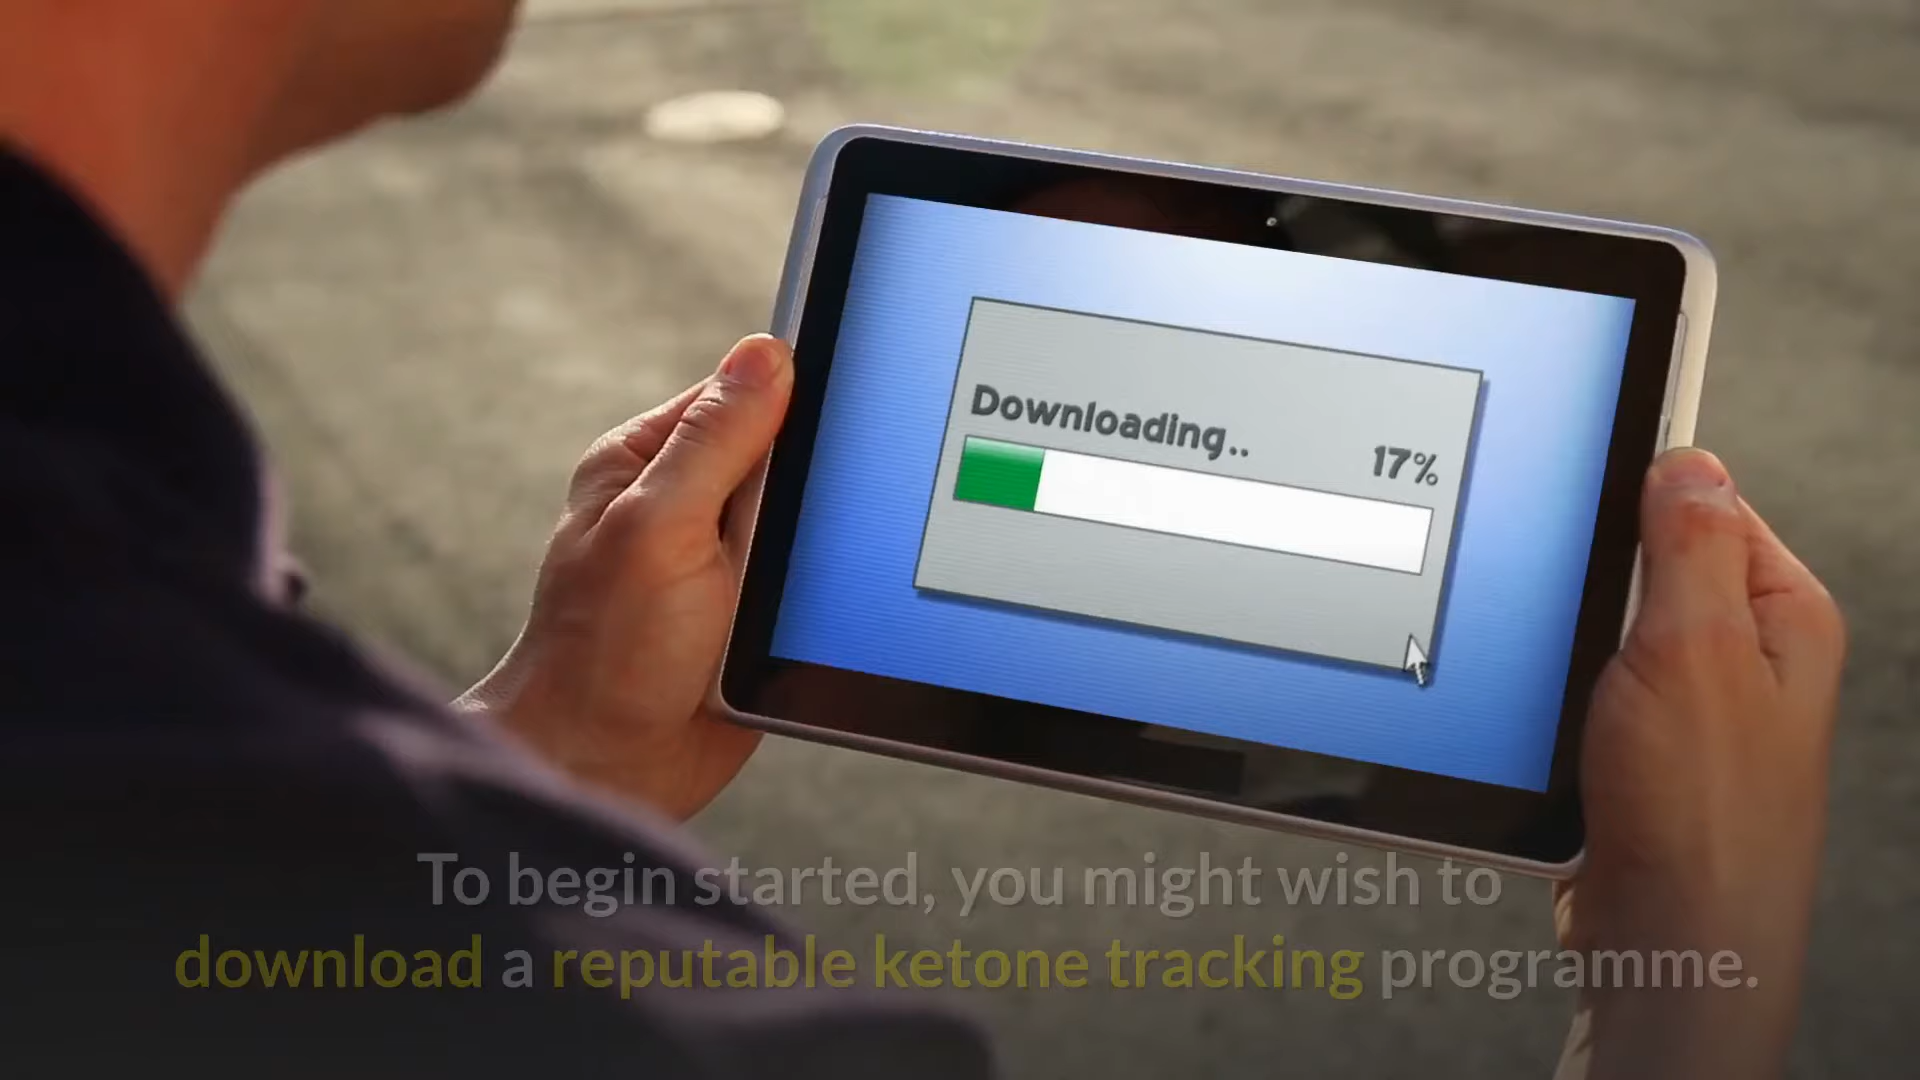 Downloading..
17%
To begin started, you might wish to
download a reputable ketone tracking programme.